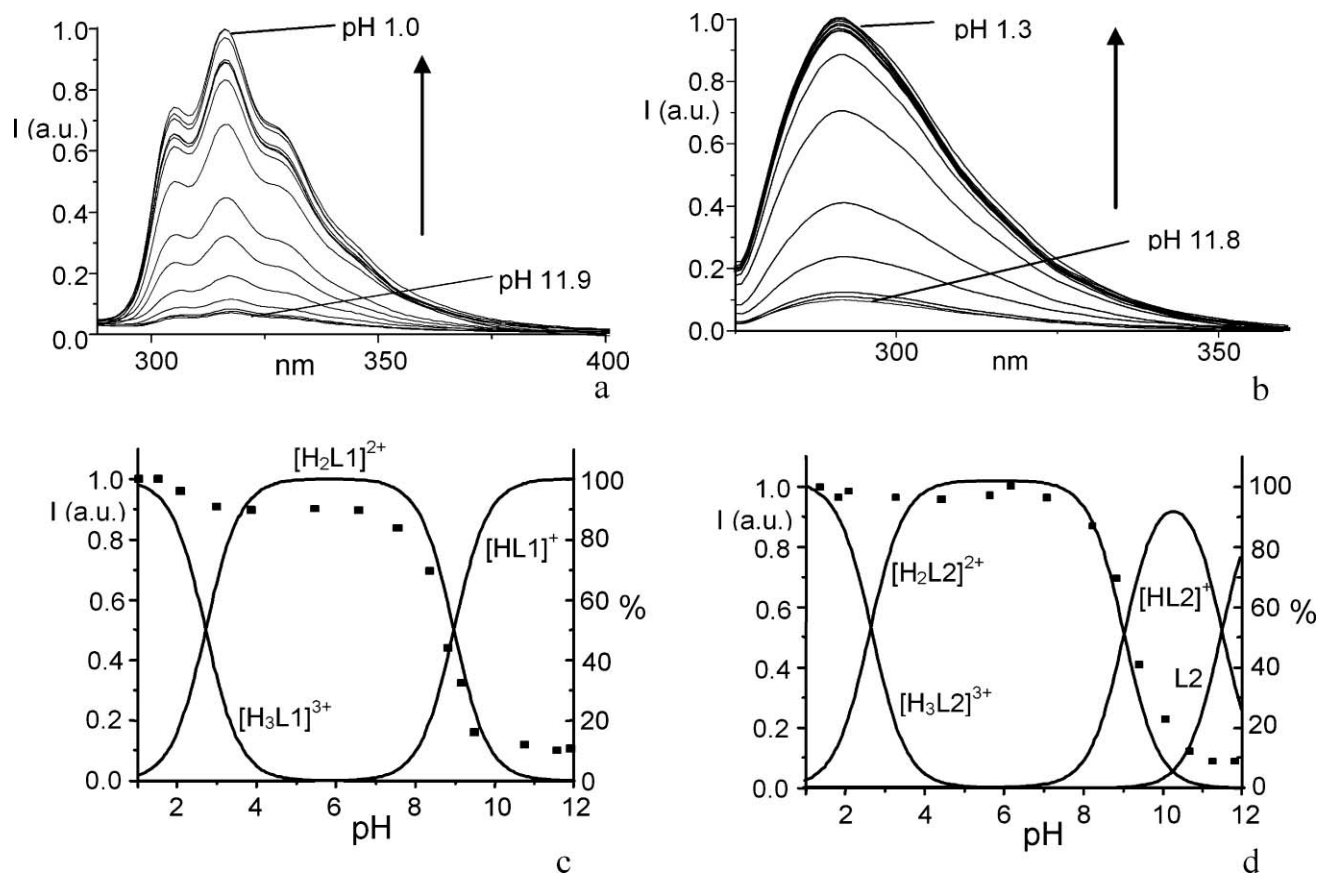 pH 1.0
1.0
0.8
I (a.u.)
0.6
0.4
0.2
0.0
pH 11.9
300
350
400
nm
a
pH 1.3
1.0
0.8
I (a.u.)
0.6
0.4
0.2
0.0
pH 11.8
300
350
nm
b
[H₂L1]²⁺
1.0
I (a.u.)
0.8
0.6
0.4
0.2
0.0
[HL1]⁺
[H₃L1]³⁺
100
80
60
%
40
20
0
2
4
6
8
10
12
pH
c
1.0
I (a.u.)
0.8
0.6
0.4
0.2
0.0
[H₂L2]²⁺
[HL2]⁺
[H₃L2]³⁺
L2
100
80
60
%
40
20
0
2
4
6
8
10
12
pH
d